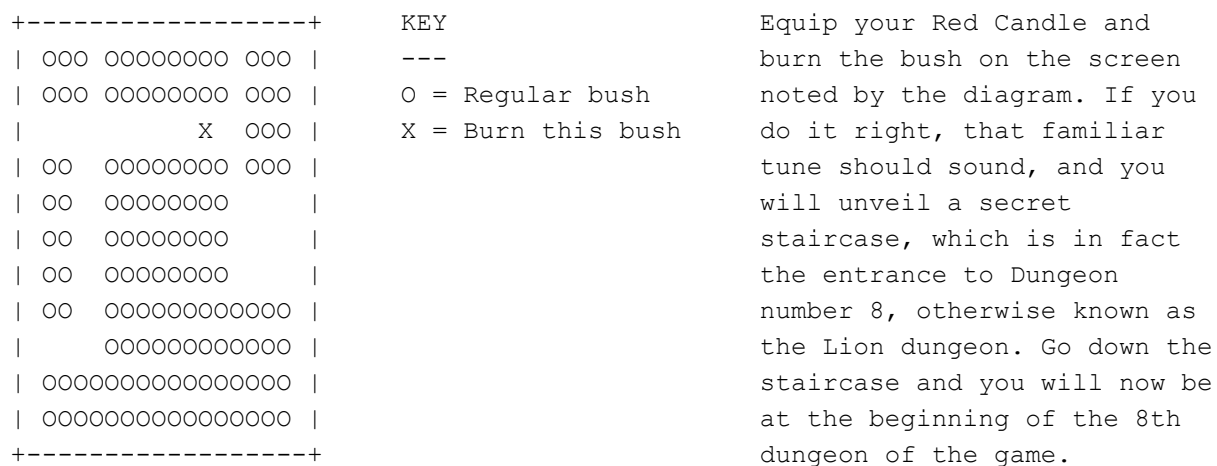 +------------------+     KEY                    Equip your Red Candle and
| OOO OOOOOOOO OOO |     ---                    burn the bush on the screen
| OOO OOOOOOOO OOO |     O = Regular bush       noted by the diagram. If you
|           X  OOO |     X = Burn this bush     do it right, that familiar
| OO  OOOOOOOO OOO |                            tune should sound, and you
| OO  OOOOOOOO     |                            will unveil a secret
| OO  OOOOOOOO     |                            staircase, which is in fact
| OO  OOOOOOOO     |                            the entrance to Dungeon
| OO  OOOOOOOOOOOO |                            number 8, otherwise known as
|     OOOOOOOOOOOO |                            the Lion dungeon. Go down the
| OOOOOOOOOOOOOOOO |                            staircase and you will now be
| OOOOOOOOOOOOOOOO |                            at the beginning of the 8th
+------------------+                            dungeon of the game.